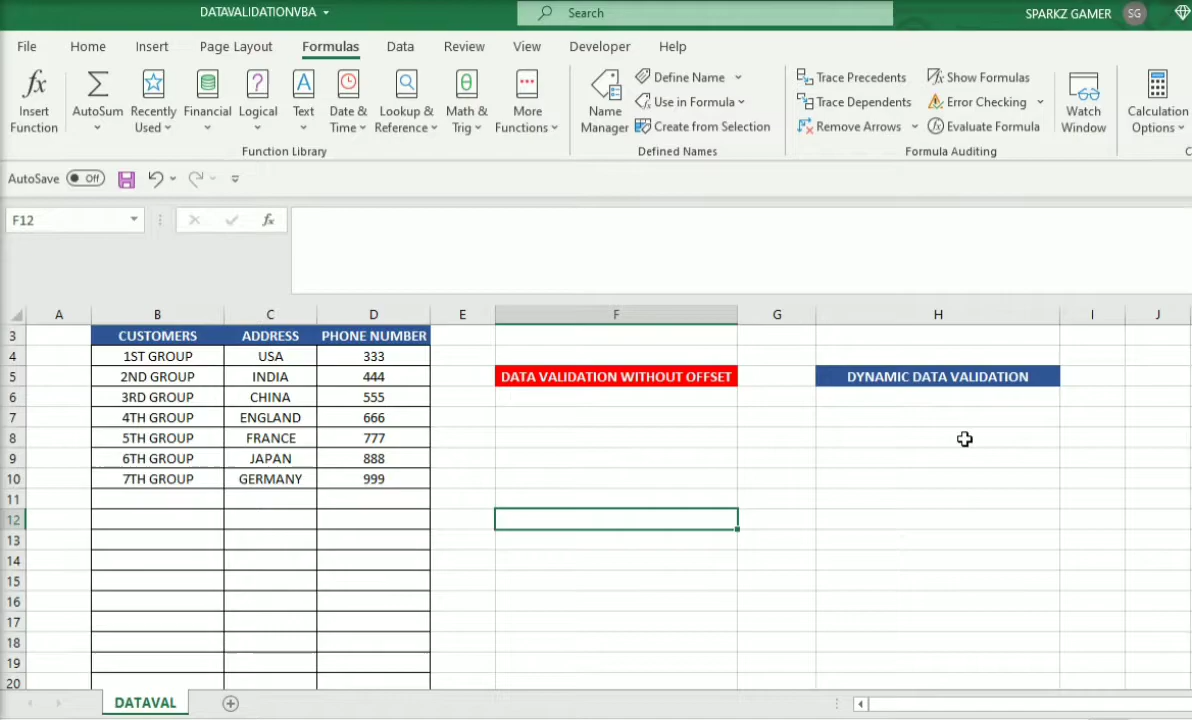 DATAVALIDATIONVBA
Search
SPARKZ GAMER SG
File Home Insert Page Layout Formulas Data Review View Developer Help
fx Insert Function
AutoSum
Recently Used
Financial
Logical
Text
Date & Time
Lookup & Reference
Math & Trig
More Functions
Function Library
Name Manager
Define Name
Use in Formula
Create from Selection
Defined Names
Trace Precedents
Trace Dependents
Remove Arrows
Show Formulas
Error Checking
Evaluate Formula
Formula Auditing
Watch Window
Calculation Options
C
AutoSave Off
F12 fx
A B C D E F G H I J
3 CUSTOMERS ADDRESS PHONE NUMBER
4 1ST GROUP USA 333
5 2ND GROUP INDIA 444 DATA VALIDATION WITHOUT OFFSET DYNAMIC DATA VALIDATION
6 3RD GROUP CHINA 555
7 4TH GROUP ENGLAND 666
8 5TH GROUP FRANCE 777
9 6TH GROUP JAPAN 888
10 7TH GROUP GERMANY 999
11
12
13
14
15
16
17
18
19
20
DATAVAL